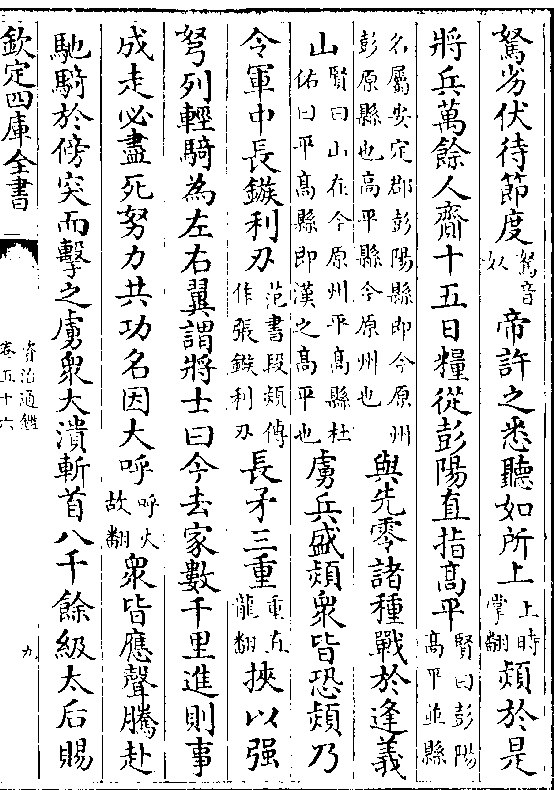 駑劣伏待節度駑音奴帝許之悉聽如所上上時掌翻熲於是
將兵萬餘人齎十五日糧從彭陽直指高平賢曰彭陽高平並縣
名屬安定郡彭陽縣即今原州彭原縣也高平縣今原州也與先零諸種戰於逢義
山賢曰山在今原州平高縣杜佑曰平高縣即漢之高平也虜兵盛熲衆皆恐熲乃
令軍中長鏃利刃范書段熲傳作張鏃利刃長矛三重重直龍翻挾以强
弩列輕騎為左右翼謂將士曰今去家數千里進則事
成走必盡死努力共功名因大呼呼火故翻衆皆應聲騰赴
馳騎於傍突而擊之虜衆大潰斬首八千餘級太后賜
欽定四庫全書
資治通鑑
卷五十六
九